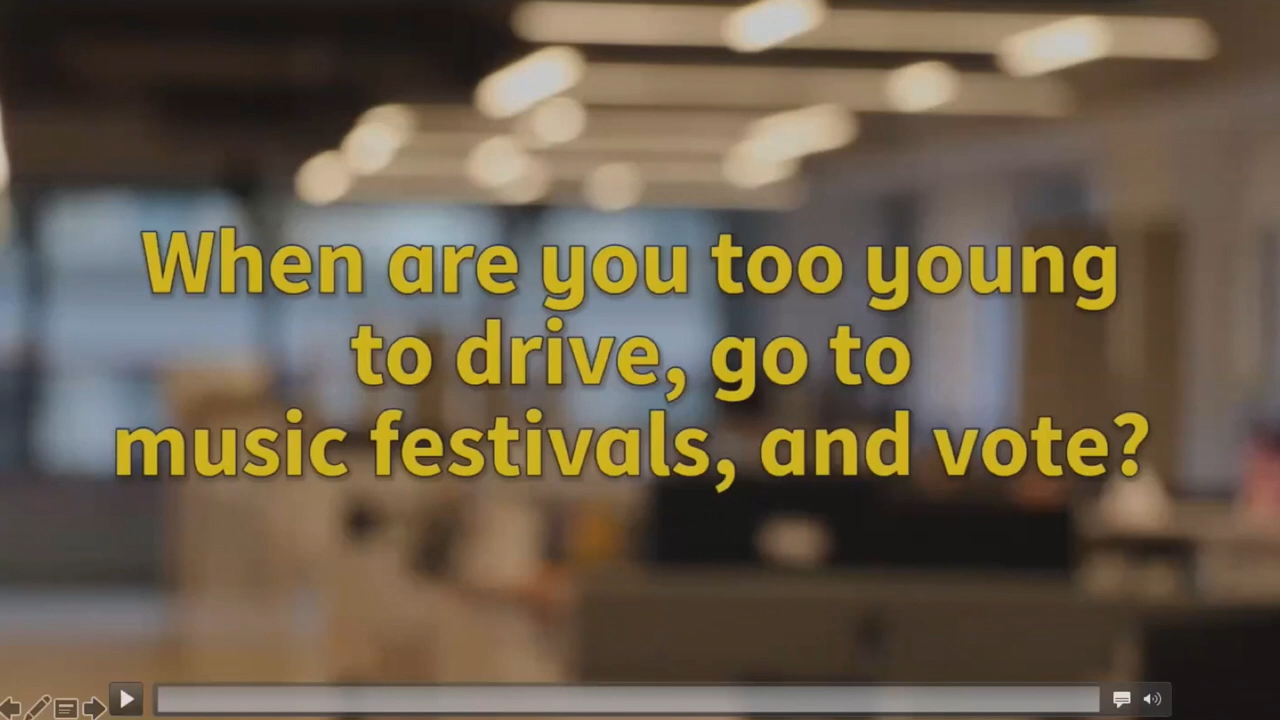 When are you too young
to drive, go to
music festivals, and vote?